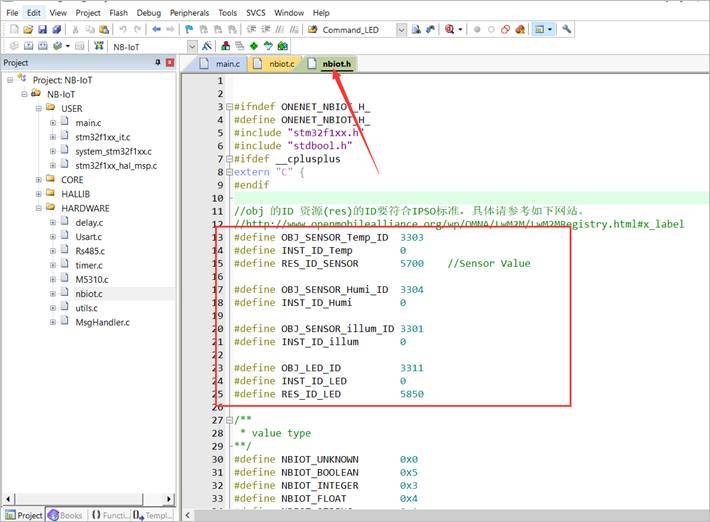 File Edit View Project Flash Debug Peripherals Tools SVCS Window Help
Command_LED
NB-IoT
Project
main.c nbiot.c nbiot.h
Project: NB-IoT
NB-IoT
USER
main.c
stm32f1xx_it.c
system_stm32f1xx.c
stm32f1xx_hal_msp.c
CORE
HALLIB
HARDWARE
delay.c
Usart.c
Rs485.c
timer.c
M5310.c
nbiot.c
utils.c
MsgHandler.c
Project Books {} Functi... Templ...
1
2
3 #ifndef ONENET_NBIOT_H_
4 #define ONENET_NBIOT_H_
5 #include "stm32f1xx.h"
6 #include "stdbool.h"
7 #ifdef __cplusplus
8 extern "C" {
9 #endif
10
11 //obj 的ID 资源(res)的ID要符合IPSO标准，具体请参考如下网站。
12 //http://www.openmobilealliance.org/wp/OMNA/LwM2M/LwM2MRegistry.html#x_label
13 #define OBJ_SENSOR_Temp_ID 3303
14 #define INST_ID_Temp 0
15 #define RES_ID_SENSOR 5700 //Sensor Value
16
17 #define OBJ_SENSOR_Humi_ID 3304
18 #define INST_ID_Humi 0
19
20 #define OBJ_SENSOR_illum_ID 3301
21 #define INST_ID_illum 0
22
23 #define OBJ_LED_ID 3311
24 #define INST_ID_LED 0
25 #define RES_ID_LED 5850
26
27 /**
28 * value type
29 **/
30 #define NBIOT_UNKNOWN 0x0
31 #define NBIOT_BOOLEAN 0x5
32 #define NBIOT_INTEGER 0x3
33 #define NBIOT_FLOAT 0x4